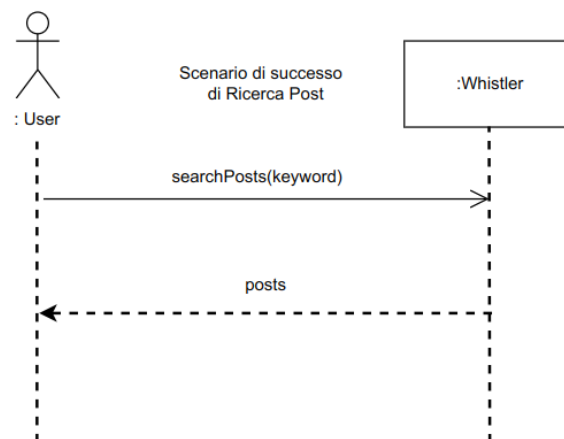 Scenario di successo
di Ricerca Post
:Whistler
: User
searchPosts(keyword)
posts